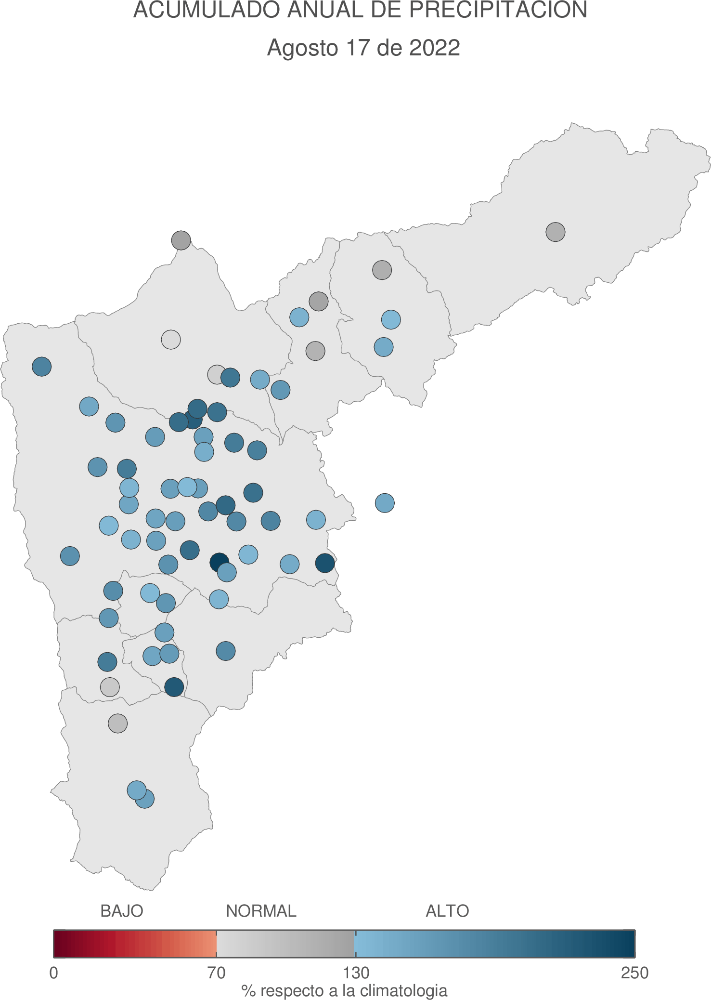 ACUMULADO ANUAL DE PRECIPITACION
Agosto 17 de 2022
BAJO NORMAL ALTO
0 70 130 250
% respecto a la climatologia